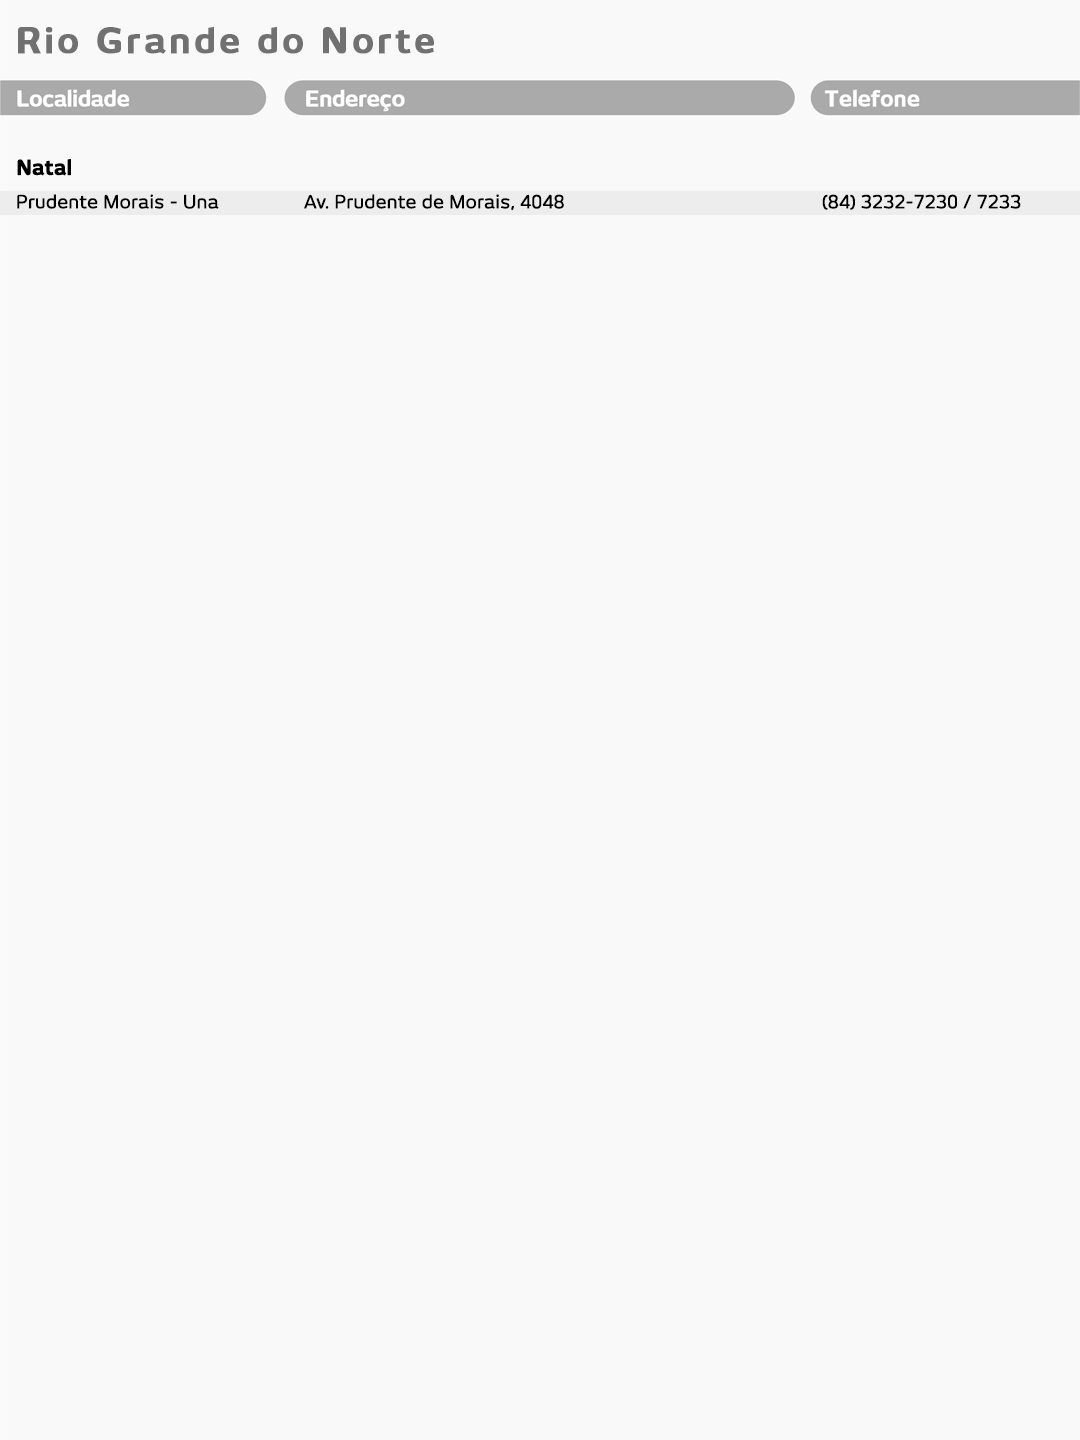 Rio Grande do Norte
Localidade Endereço Telefone
Natal
Prudente Morais - Una Av. Prudente de Morais, 4048 (84) 3232-7230 / 7233